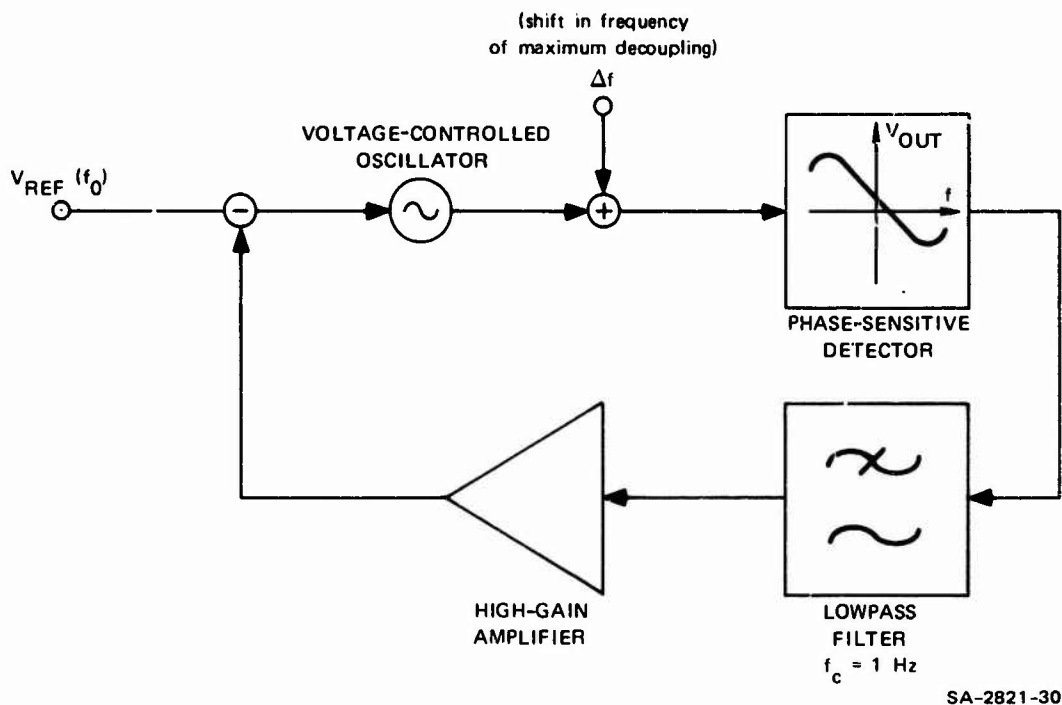 (shift in frequency
of maximum decoupling)
Δf
VOLTAGE-CONTROLLED
OSCILLATOR
V_REF (f_0)
−
+
V_OUT
f
PHASE-SENSITIVE
DETECTOR
HIGH-GAIN
AMPLIFIER
LOWPASS
FILTER
f_c = 1 Hz
SA-2821-30